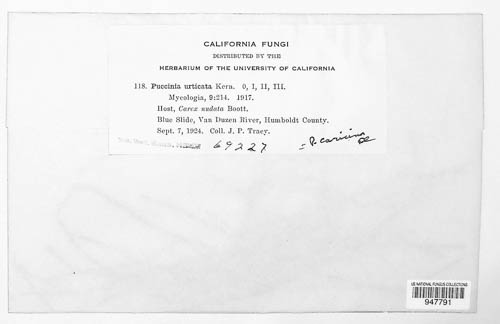 CALIFORNIA FUNGI
DISTRIBUTED BY THE
HERBARIUM OF THE UNIVERSITY OF CALIFORNIA
118. Puccinia urticata Kern. 0, I, II, III.
Mycologia, 9:214. 1917.
Host, Carex nudata Boott.
Blue Slide, Van Duzen River, Humboldt County.
Sept. 7, 1924. Coll. J. P. Tracy.
69227
= P. caricina DC
US NATIONAL FUNGUS COLLECTIONS
947791